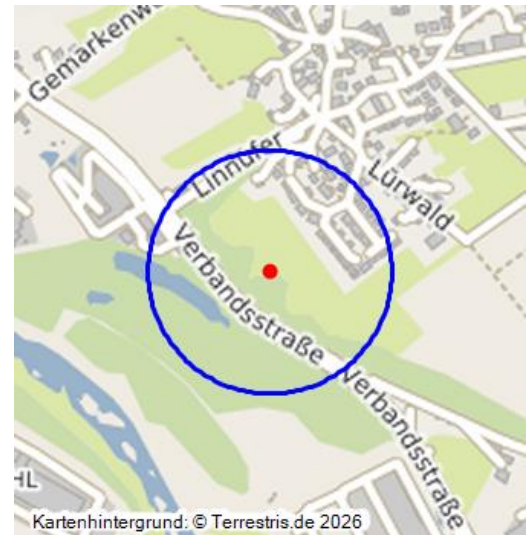 Gemarkenw
Linnufer
Lürwald
Verbandsstraße
Verbandsstraße
HL
Kartenhintergrund: © Terrestris.de 2026